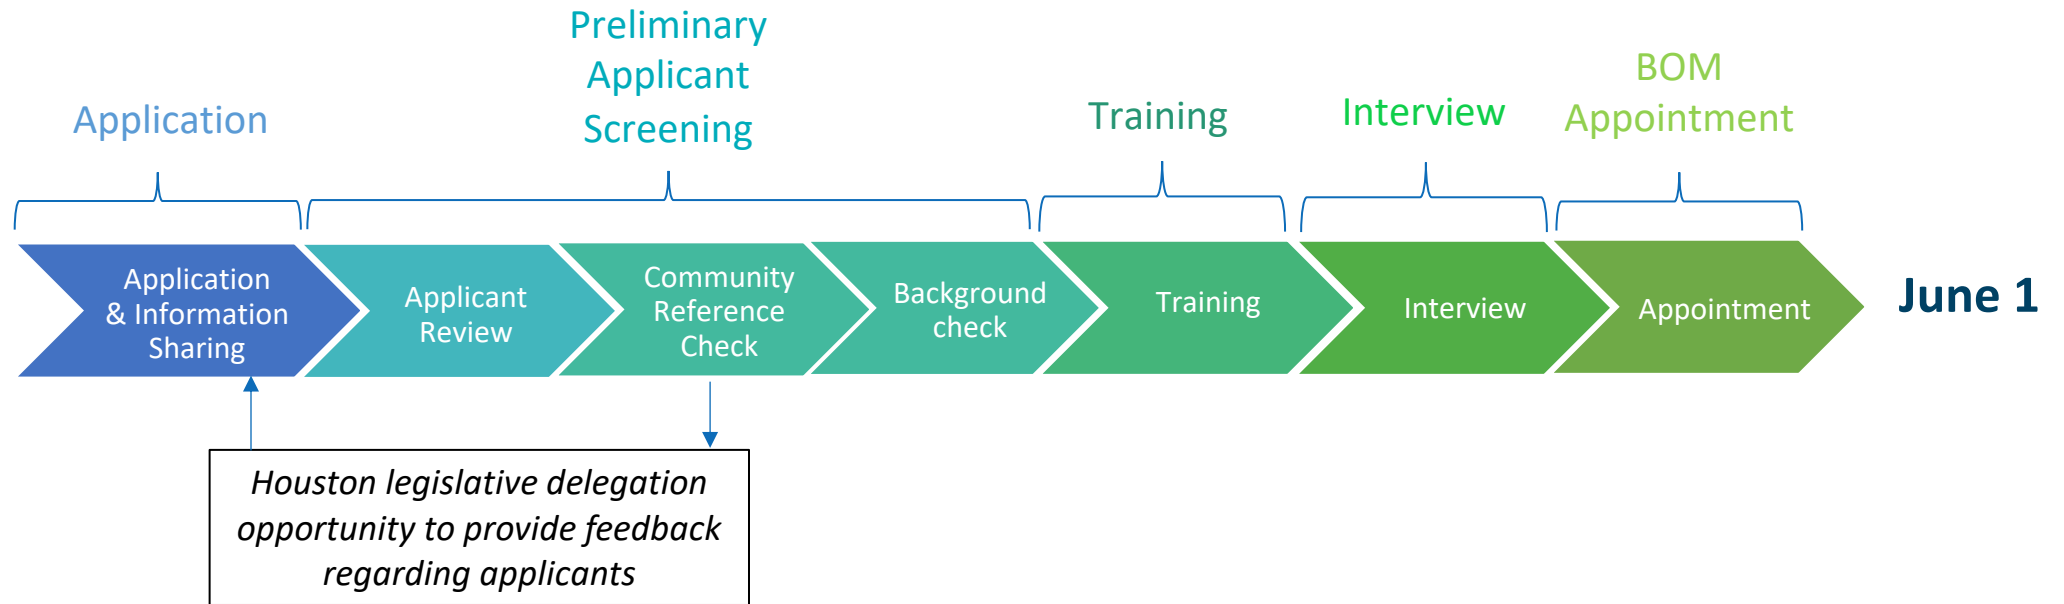 Preliminary
Applicant
Screening
Application
Training
Interview
BOM
Appointment
Application
& Information
Sharing
Applicant
Review
Community
Reference
Check
Background
check
Training
Interview
Appointment
June 1
Houston legislative delegation
opportunity to provide feedback
regarding applicants